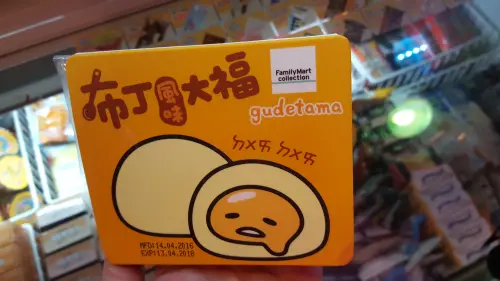 布丁風味大福
FamilyMart
collection
gudetama
ㄉㄨㄞ ㄉㄨㄞ
MFD:14.04.2016
EXP:13.04.2018